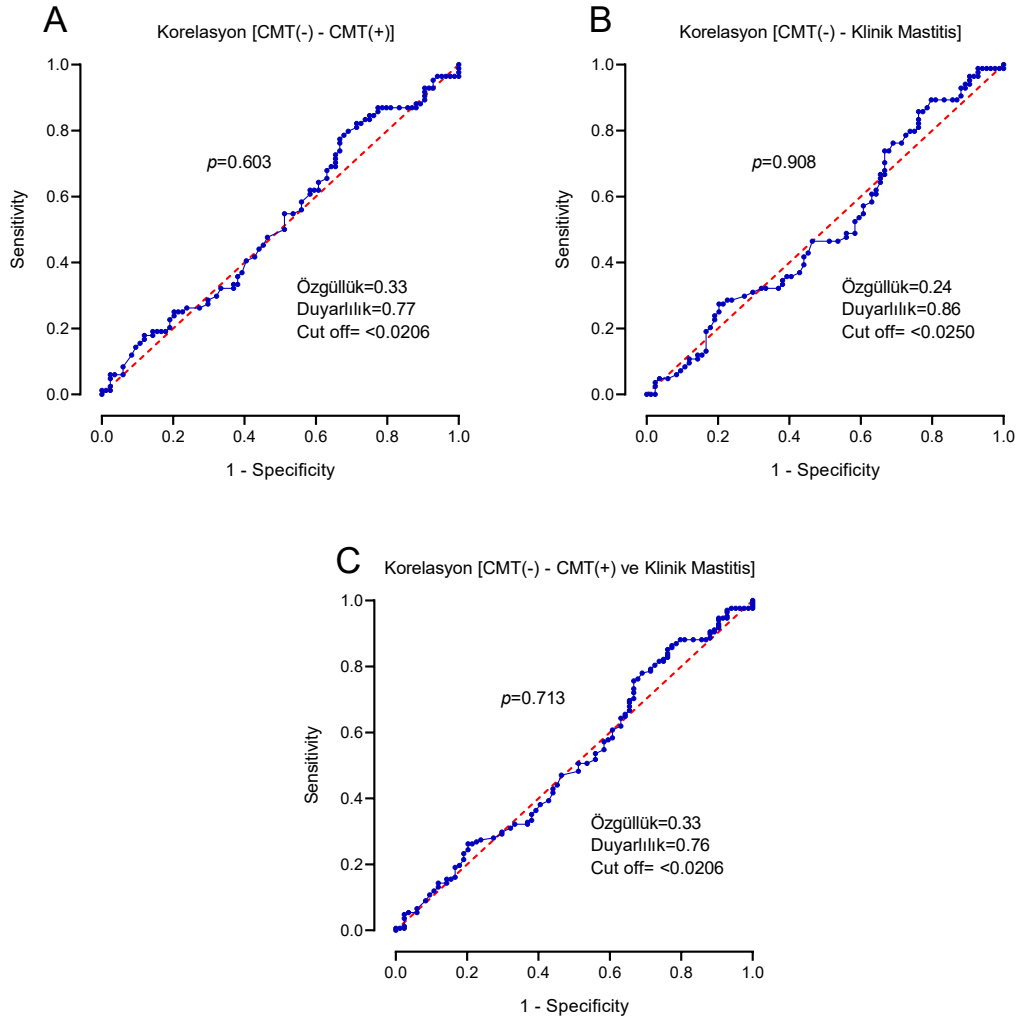 A
Korelasyon [CMT(-) - CMT(+)]
1.0
0.8
0.6
0.4
0.2
0.0
Sensitivity
p=0.603
Özgüllük=0.33
Duyarlılık=0.77
Cut off= <0.0206
0.0 0.2 0.4 0.6 0.8 1.0
1 - Specificity
B
Korelasyon [CMT(-) - Klinik Mastitis]
1.0
0.8
0.6
0.4
0.2
0.0
Sensitivity
p=0.908
Özgüllük=0.24
Duyarlılık=0.86
Cut off= <0.0250
0.0 0.2 0.4 0.6 0.8 1.0
1 - Specificity
C
Korelasyon [CMT(-) - CMT(+) ve Klinik Mastitis]
1.0
0.8
0.6
0.4
0.2
0.0
Sensitivity
p=0.713
Özgüllük=0.33
Duyarlılık=0.76
Cut off= <0.0206
0.0 0.2 0.4 0.6 0.8 1.0
1 - Specificity